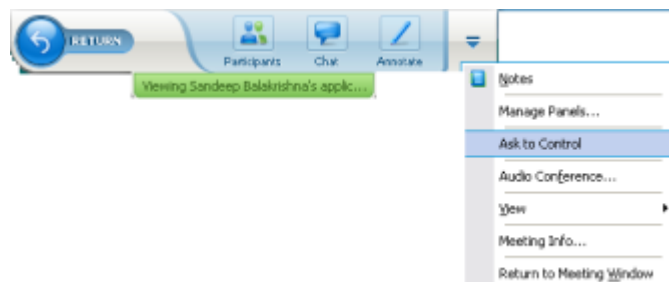 RETURN
Participants Chat Annotate
Viewing Sandeep Balakrishna's applic...
Notes
Manage Panels...
Ask to Control
Audio Conference...
View
Meeting Info...
Return to Meeting Window